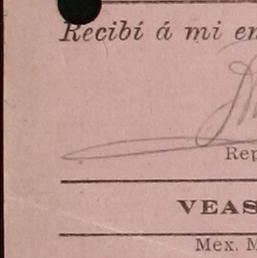 Recibí á mi en
Rep
VEAS
Mex. M